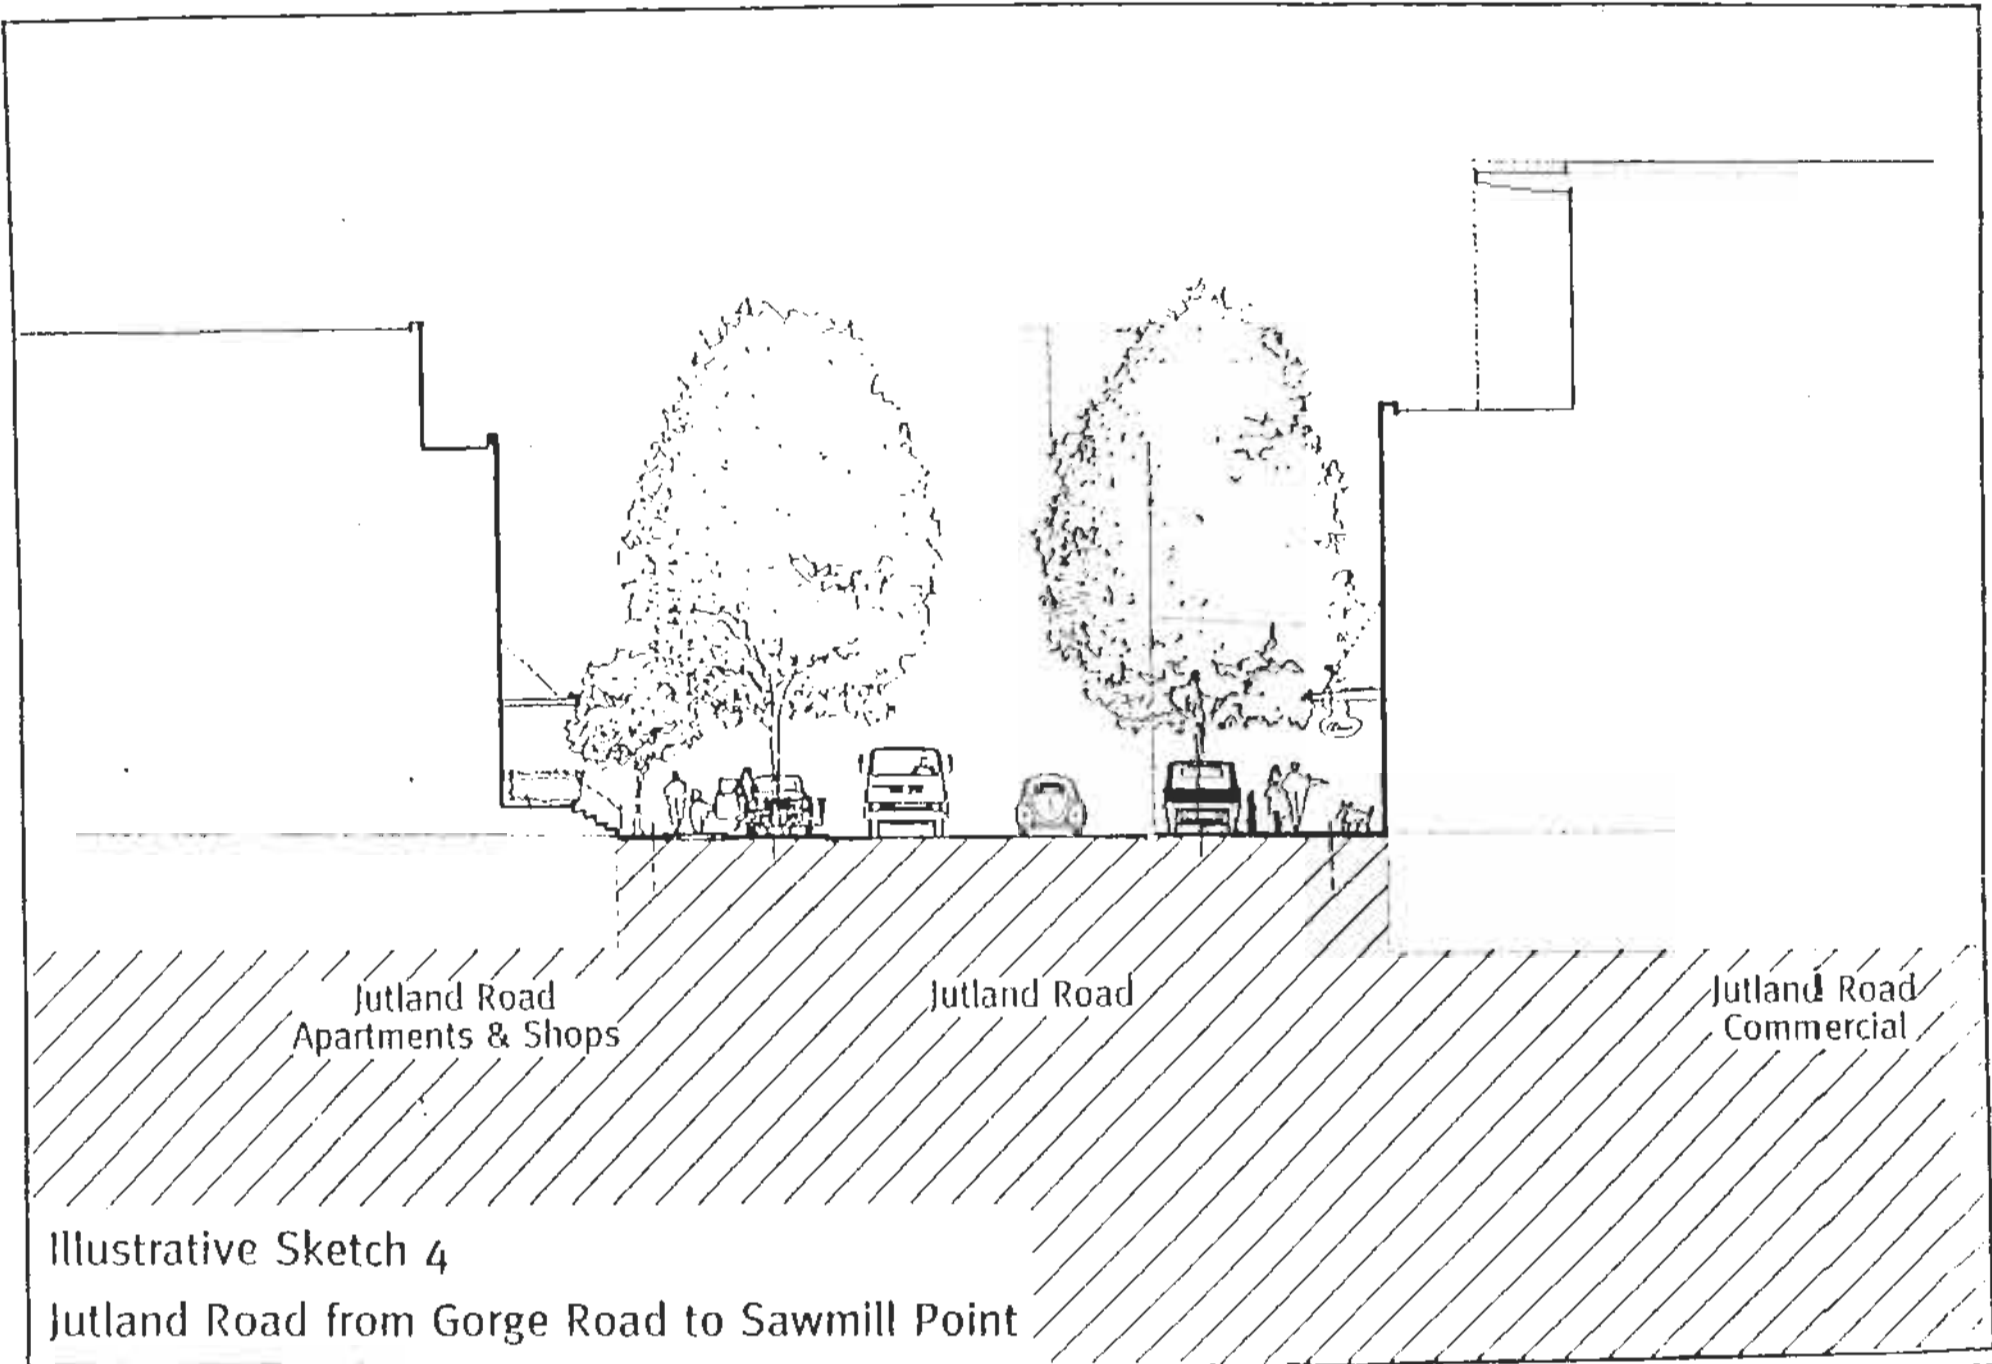 Jutland Road
Apartments & Shops
Jutland Road
Jutland Road
Commercial
Illustrative Sketch 4
Jutland Road from Gorge Road to Sawmill Point